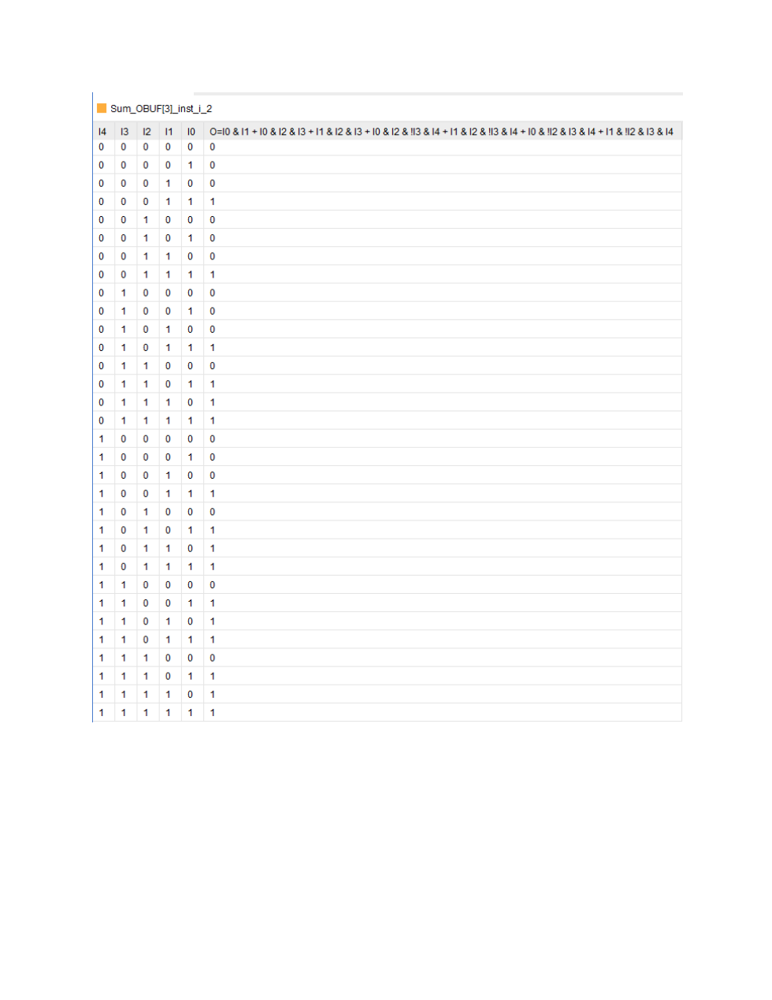 Sum_OBUF[3]_inst_i_2
I4 I3 I2 I1 I0 O=I0 & I1 + I0 & I2 & I3 + I1 & I2 & I3 + I0 & I2 & !I3 & I4 + I1 & I2 & !I3 & I4 + I0 & !I2 & I3 & I4 + I1 & !I2 & I3 & I4
0 0 0 0 0 0
0 0 0 0 1 0
0 0 0 1 0 0
0 0 0 1 1 1
0 0 1 0 0 0
0 0 1 0 1 0
0 0 1 1 0 0
0 0 1 1 1 1
0 1 0 0 0 0
0 1 0 0 1 0
0 1 0 1 0 0
0 1 0 1 1 1
0 1 1 0 0 0
0 1 1 0 1 1
0 1 1 1 0 1
0 1 1 1 1 1
1 0 0 0 0 0
1 0 0 0 1 0
1 0 0 1 0 0
1 0 0 1 1 1
1 0 1 0 0 0
1 0 1 0 1 1
1 0 1 1 0 1
1 0 1 1 1 1
1 1 0 0 0 0
1 1 0 0 1 1
1 1 0 1 0 1
1 1 0 1 1 1
1 1 1 0 0 0
1 1 1 0 1 1
1 1 1 1 0 1
1 1 1 1 1 1